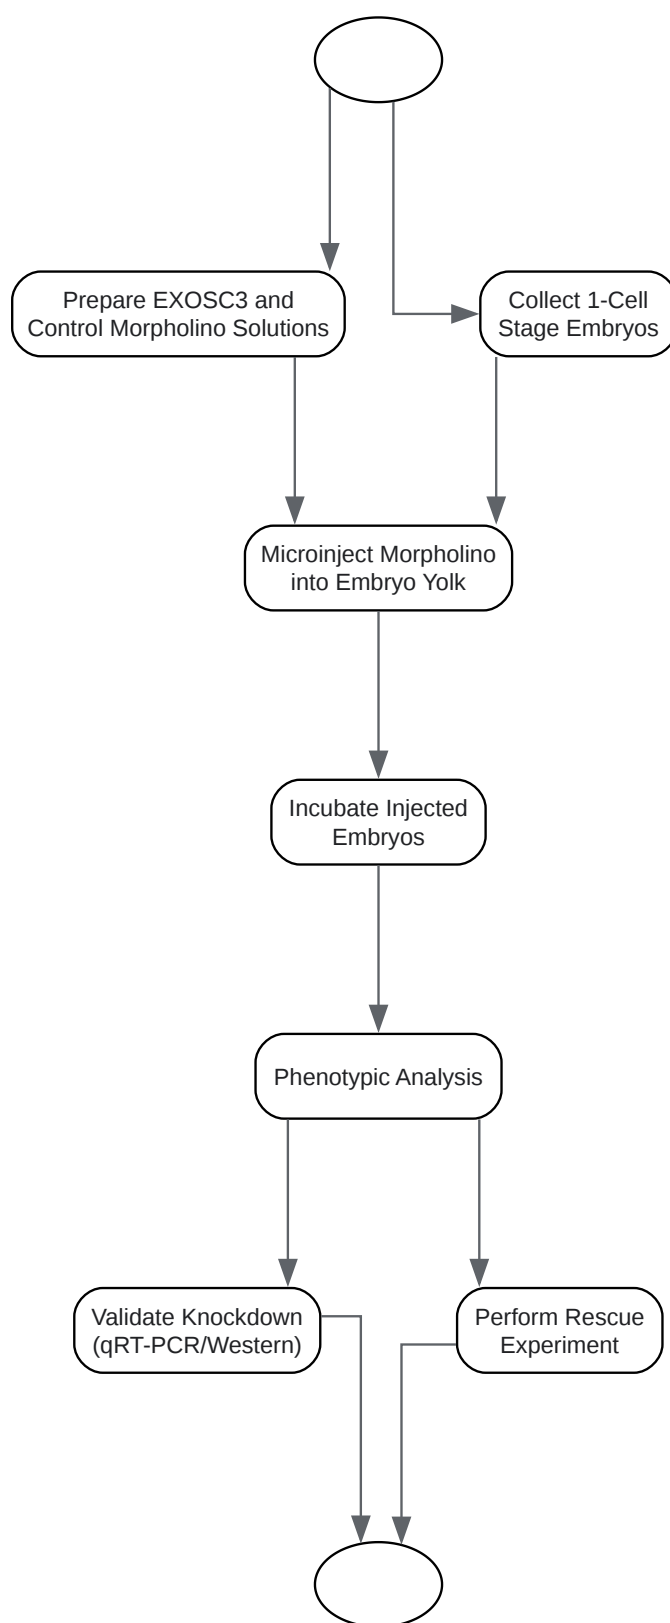 Prepare EXOSC3 and
Control Morpholino Solutions
Collect 1-Cell
Stage Embryos
Microinject Morpholino
into Embryo Yolk
Incubate Injected
Embryos
Phenotypic Analysis
Validate Knockdown
(qRT-PCR/Western)
Perform Rescue
Experiment